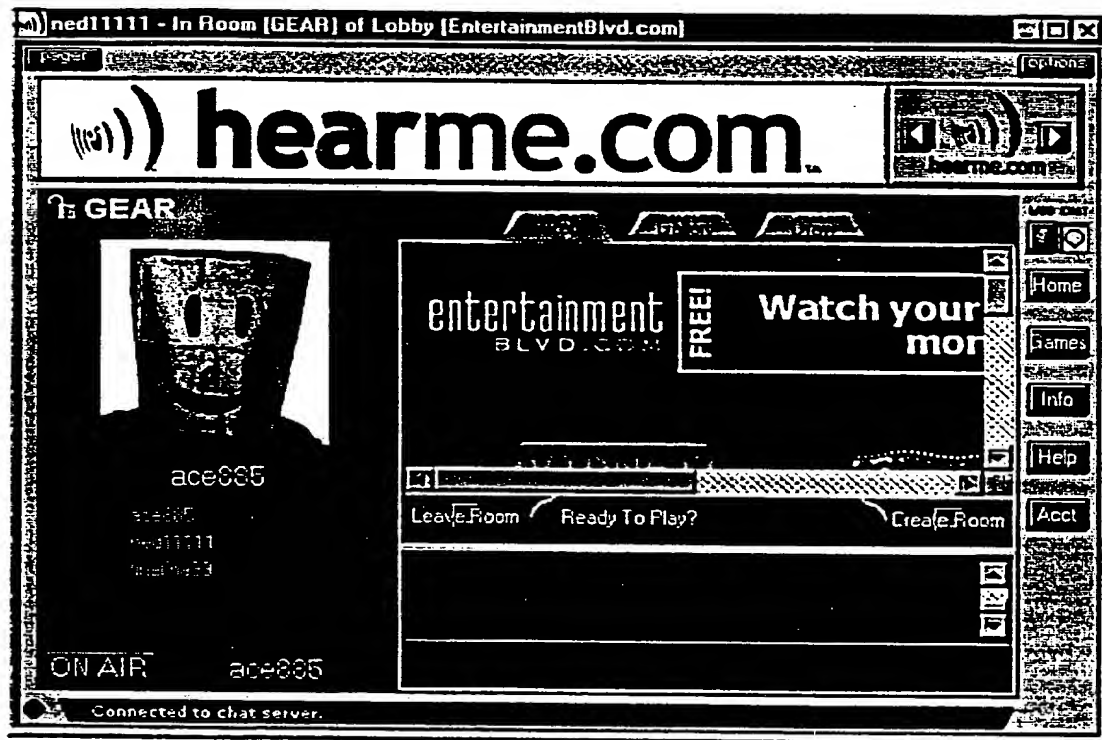 ned11111 - In Room [GEAR] of Lobby [EntertainmentBlvd.com]
pager
options
hearme.com
hearme.com
GEAR
entertainment
BLVD.COM
FREE!
Watch your
mor
Home
Games
Info
Help
Acct
ace885
Leave Room
Ready To Play?
Create Room
ned11111
ON AIR
ace885
Connected to chat server.